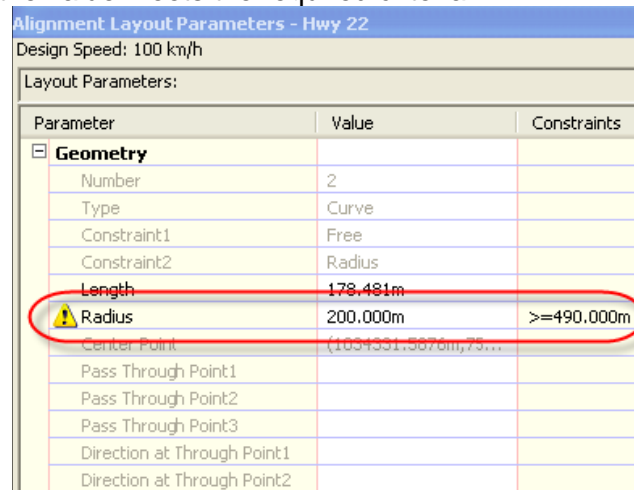 Alignment Layout Parameters - Hwy 22
Design Speed: 100 km/h
Layout Parameters:
Parameter Value Constraints
Geometry
Number 2
Type Curve
Constraint1 Free
Constraint2 Radius
Length 178.481m
Radius 200.000m >=490.000m
Center Point
Pass Through Point1
Pass Through Point2
Pass Through Point3
Direction at Through Point1
Direction at Through Point2